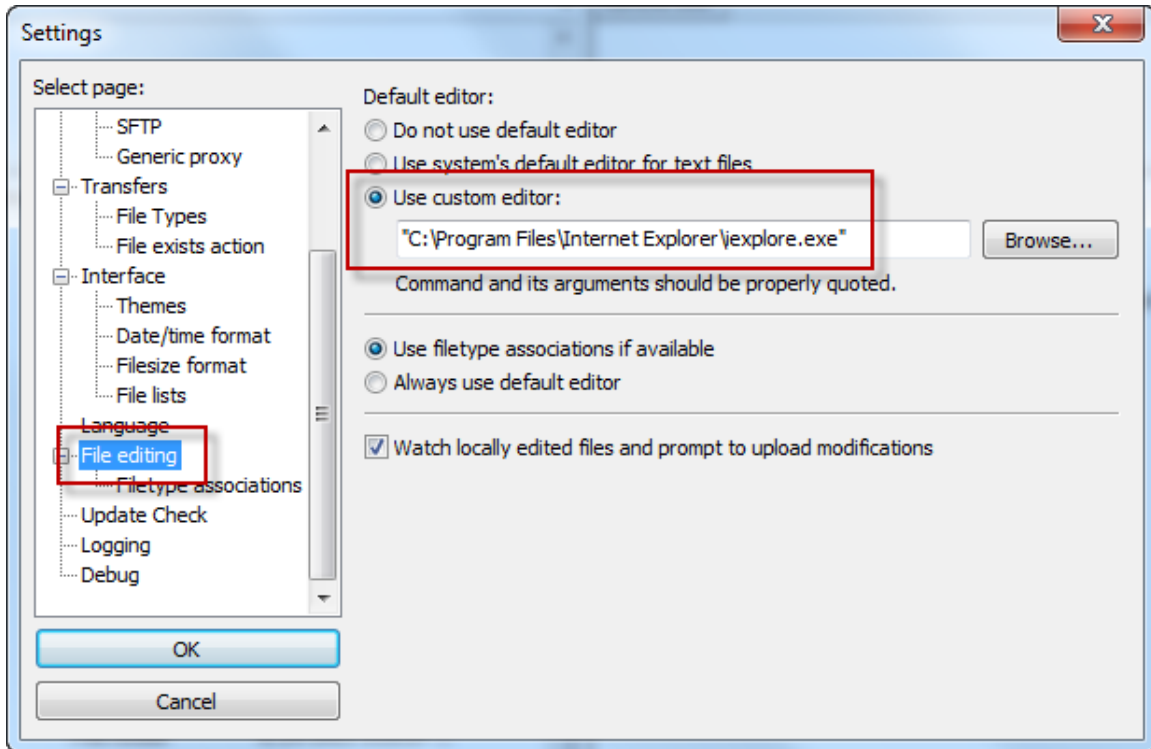 Settings
Select page:
SFTP
Generic proxy
Transfers
File Types
File exists action
Interface
Themes
Date/time format
Filesize format
File lists
Language
File editing
Filetype associations
Update Check
Logging
Debug
OK
Cancel
Default editor:
Do not use default editor
Use system's default editor for text files
Use custom editor:
"C:\Program Files\Internet Explorer\iexplore.exe"
Browse...
Command and its arguments should be properly quoted.
Use filetype associations if available
Always use default editor
Watch locally edited files and prompt to upload modifications